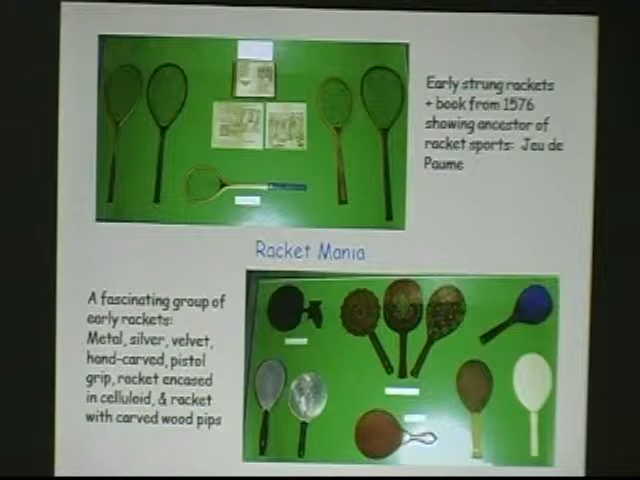 Early strung rackets
+ book from 1576
showing ancestor of
racket sports: Jeu de
Paume
Racket Mania
A fascinating group of
early rackets:
Metal, silver, velvet,
hand-carved, pistol
grip, racket encased
in celluloid, & racket
with carved wood pips